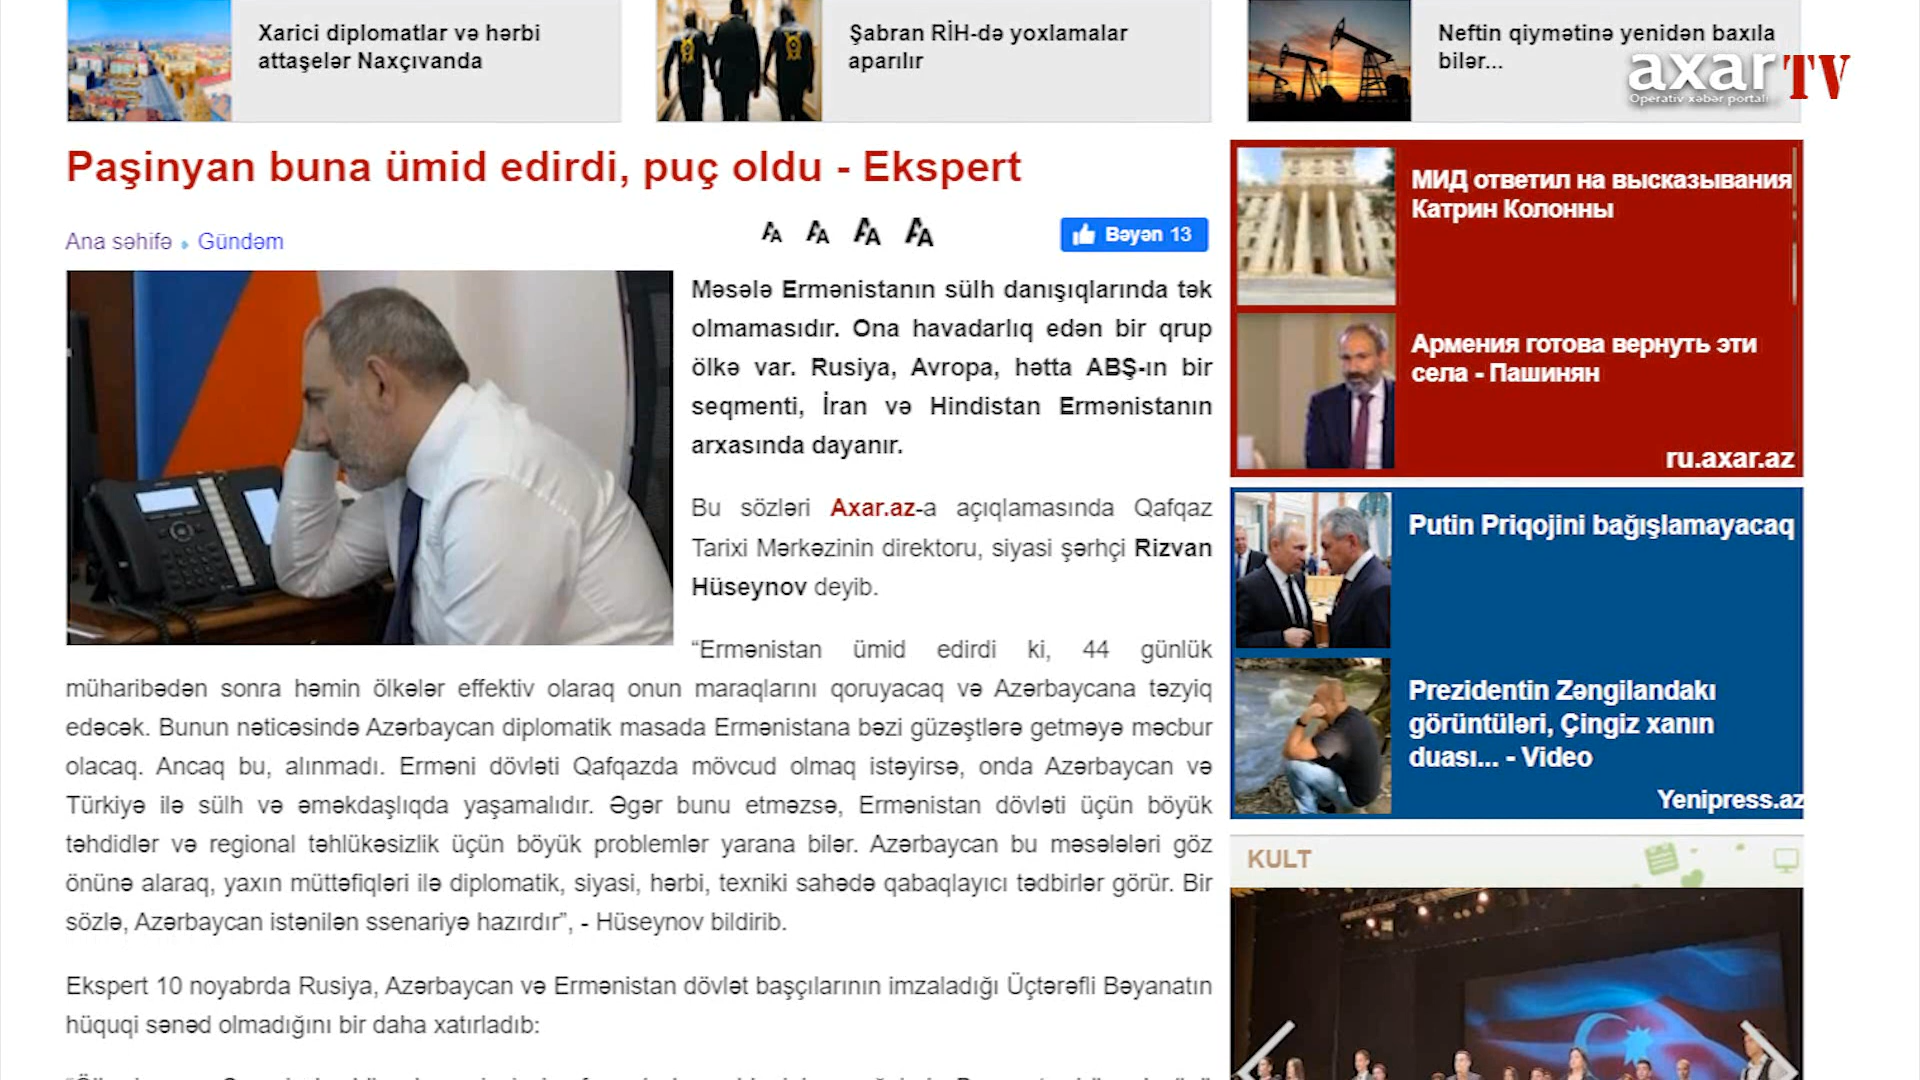 Xarici diplomatlar və hərbi
attaşelər Naxçıvanda
Şabran RİH-də yoxlamalar
aparılır
Neftin qiymətinə yenidən baxıla
bilər...
axar TV
Operativ xəbər portalı
Paşinyan buna ümid edirdi, puç oldu - Ekspert
Ana səhifə
Gündəm
AA AA AA AA
Bəyən 13
Məsələ Ermənistanın sülh danışıqlarında tək
olmamasıdır. Ona havadarlıq edən bir qrup
ölkə var. Rusiya, Avropa, hətta ABŞ-ın bir
seqmenti, İran və Hindistan Ermənistanın
arxasında dayanır.
Bu sözləri Axar.az-a açıqlamasında Qafqaz
Tarixi Mərkəzinin direktoru, siyasi şərhçi Rizvan
Hüseynov deyib.
“Ermənistan ümid edirdi ki, 44 günlük
müharibədən sonra həmin ölkələr effektiv olaraq onun maraqlarını qoruyacaq və Azərbaycana təzyiq
edəcək. Bunun nəticəsində Azərbaycan diplomatik masada Ermənistana bəzi güzəştlərə getməyə məcbur
olacaq. Ancaq bu, alınmadı. Erməni dövləti Qafqazda mövcud olmaq istəyirsə, onda Azərbaycan və
Türkiyə ilə sülh və əməkdaşlıqda yaşamalıdır. Əgər bunu etməzsə, Ermənistan dövləti üçün böyük
təhdidlər və regional təhlükəsizlik üçün böyük problemlər yarana bilər. Azərbaycan bu məsələləri göz
önünə alaraq, yaxın müttəfiqləri ilə diplomatik, siyasi, hərbi, texniki sahədə qabaqlayıcı tədbirlər görür. Bir
sözlə, Azərbaycan istənilən ssenariyə hazırdır”, - Hüseynov bildirib.
Ekspert 10 noyabrda Rusiya, Azərbaycan və Ermənistan dövlət başçılarının imzaladığı Üçtərəfli Bəyanatın
hüquqi sənəd olmadığını bir daha xatırladıb:
МИД ответил на высказывания
Катрин Колонны
Армения готова вернуть эти
села - Пашинян
ru.axar.az
Putin Priqojini bağışlamayacaq
Prezidentin Zəngilandakı
görüntüləri, Çingiz xanın
duası... - Video
Yenipress.az
KULT